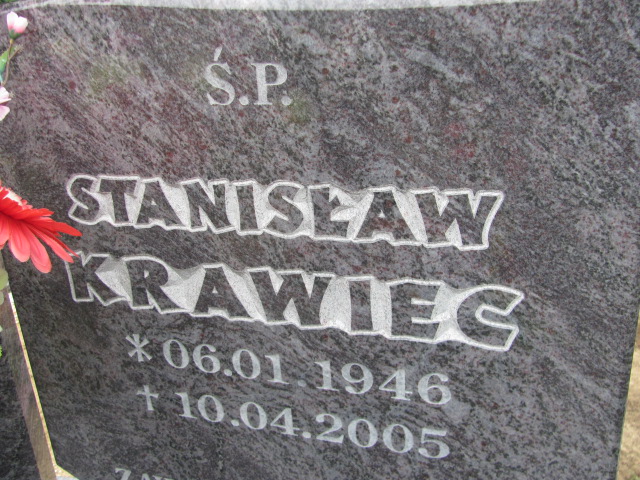 Ś.P.
STANISŁAW
KRAWIEC
* 06.01.1946
† 10.04.2005